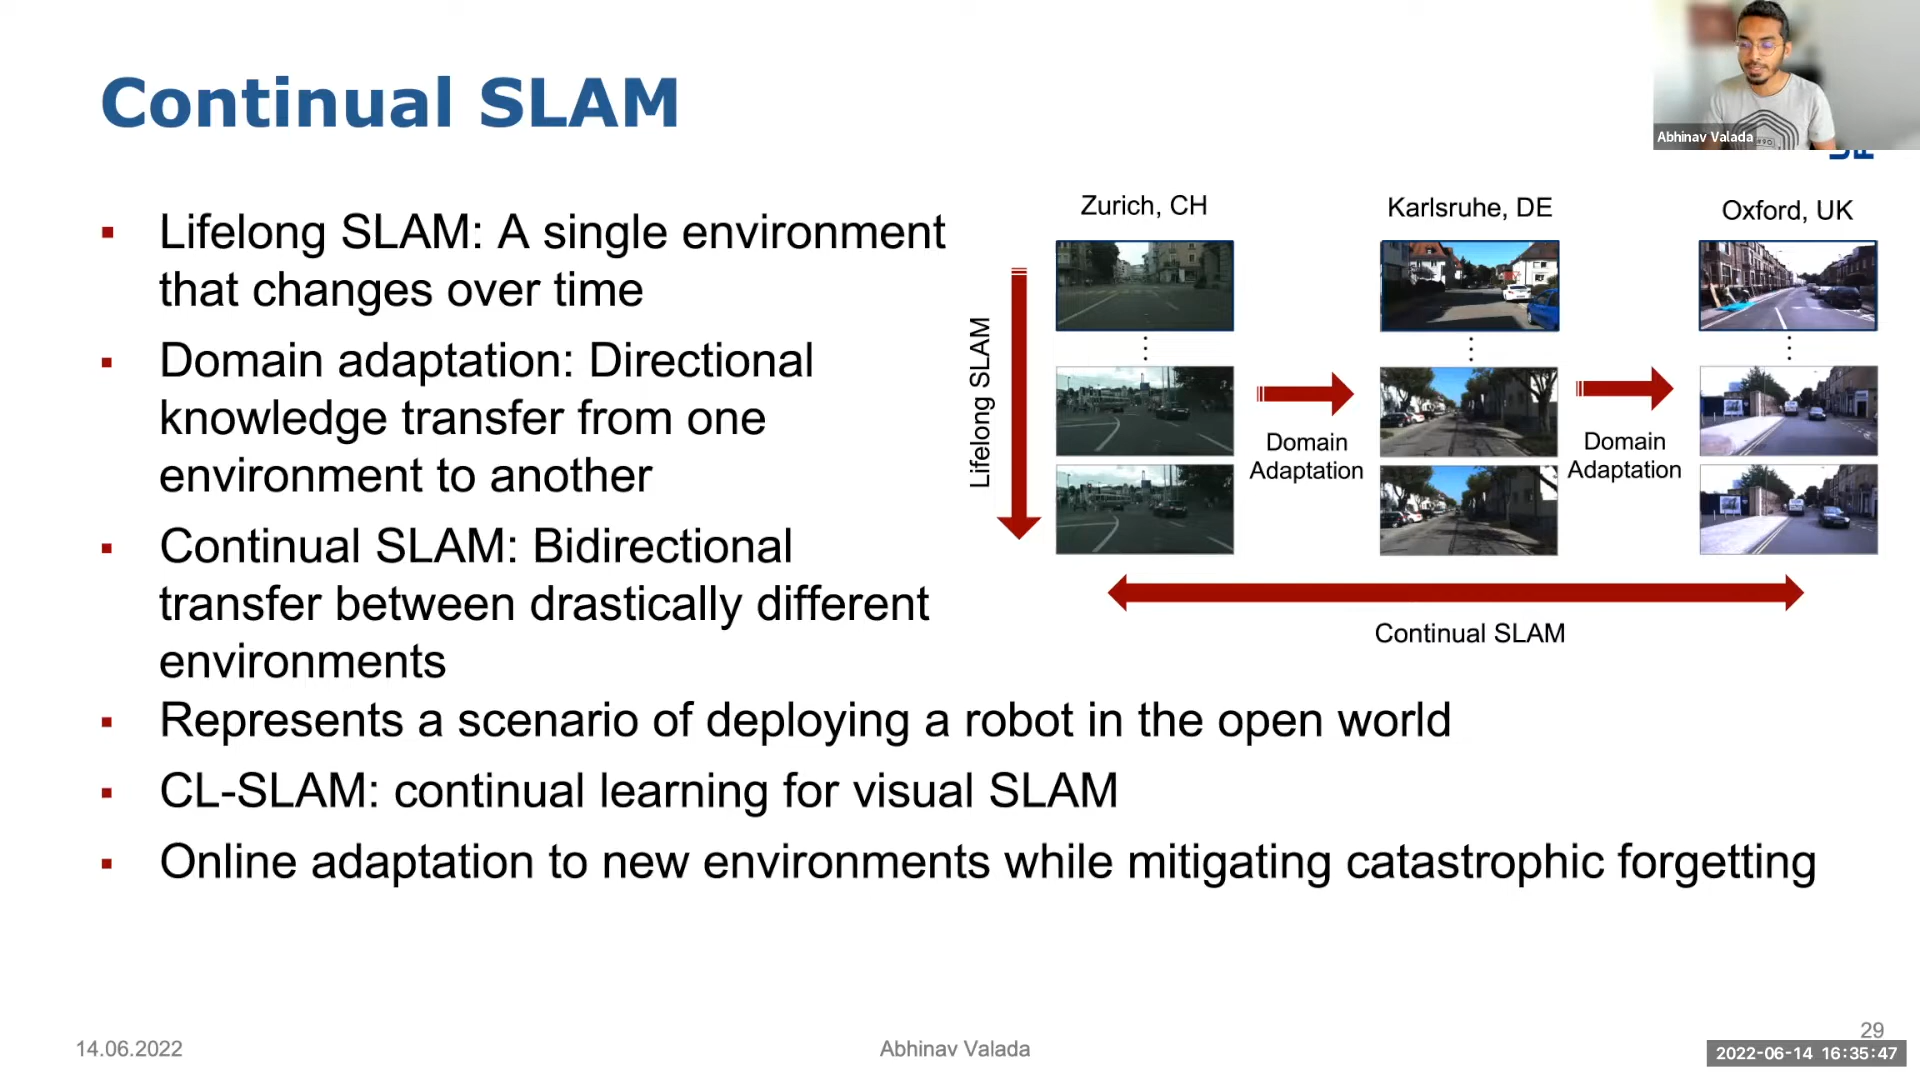 Continual SLAM
Abhinav Valada
▪ Lifelong SLAM: A single environment
that changes over time
▪ Domain adaptation: Directional
knowledge transfer from one
environment to another
▪ Continual SLAM: Bidirectional
transfer between drastically different
environments
▪ Represents a scenario of deploying a robot in the open world
▪ CL-SLAM: continual learning for visual SLAM
▪ Online adaptation to new environments while mitigating catastrophic forgetting
Zurich, CH
Karlsruhe, DE
Oxford, UK
Lifelong SLAM
Domain
Adaptation
Domain
Adaptation
Continual SLAM
14.06.2022
Abhinav Valada
29
2022-06-14 16:35:47